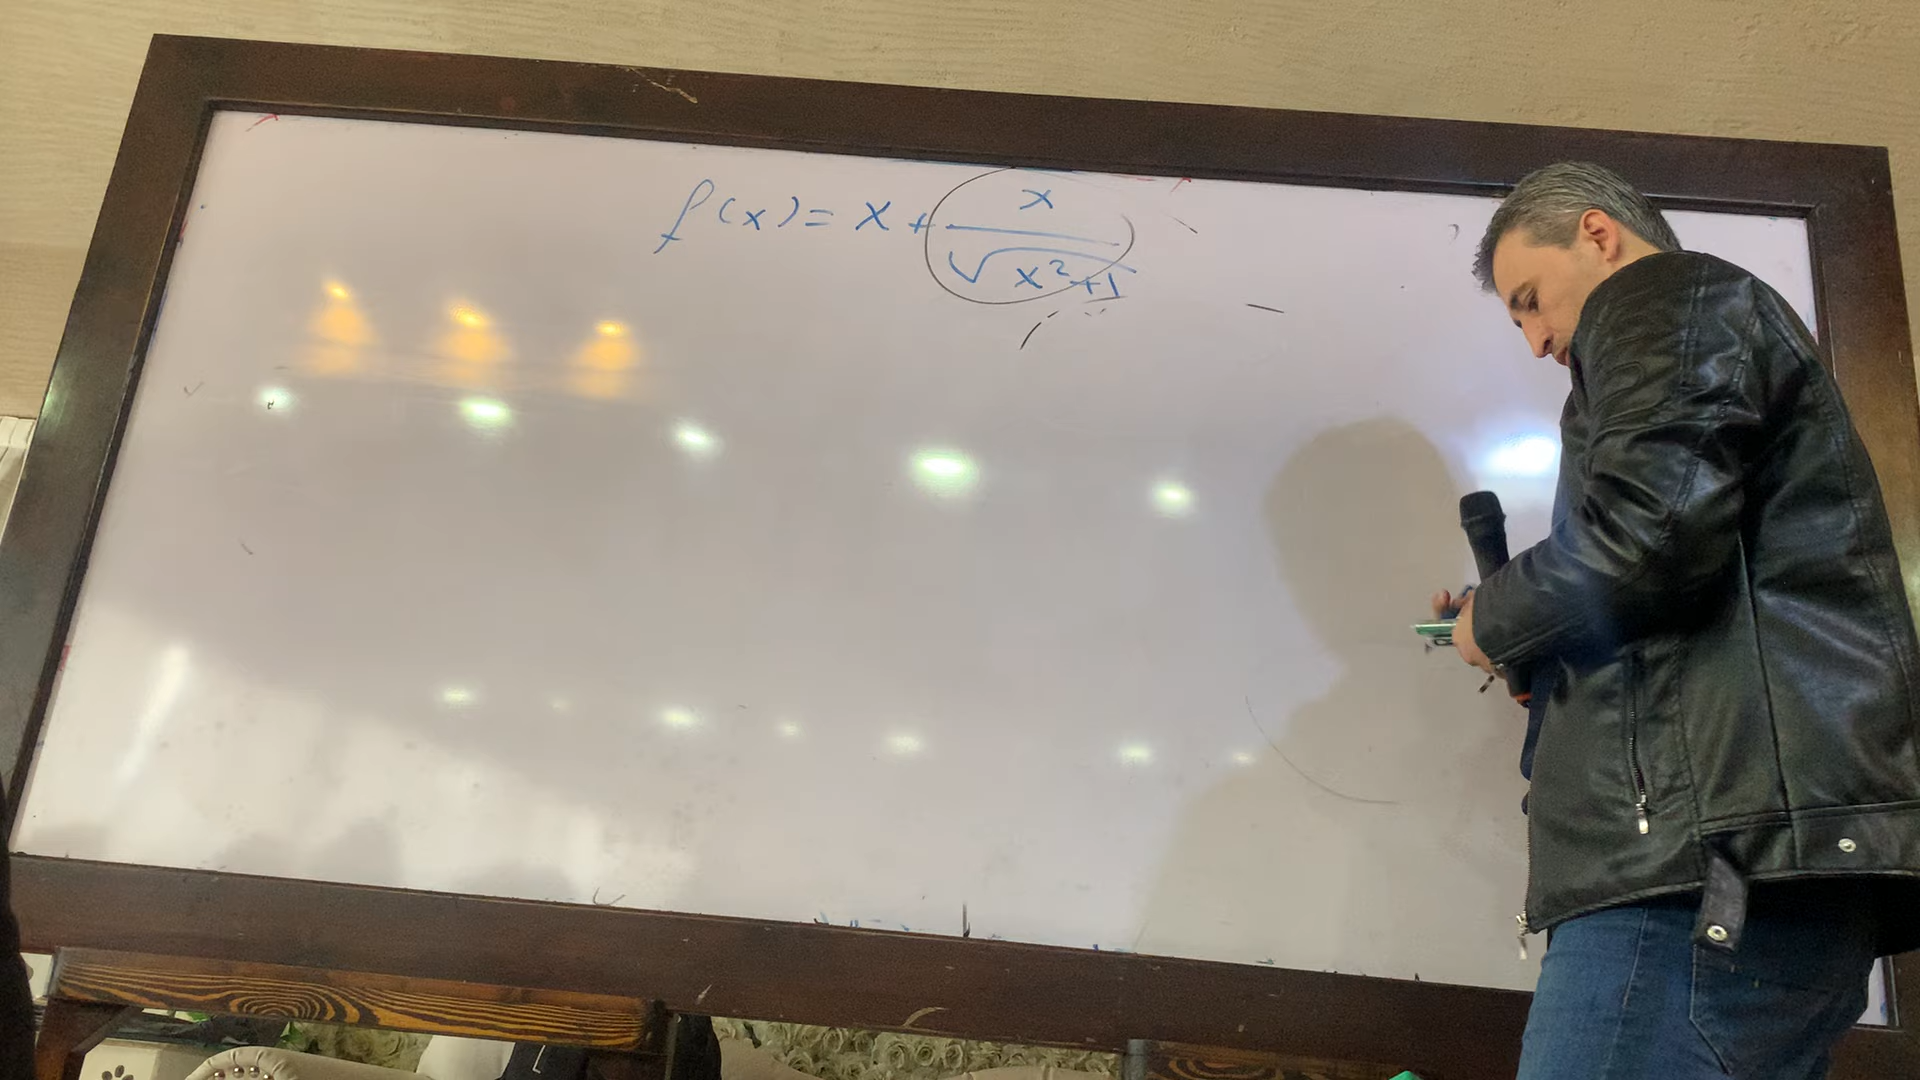 f(x) = x + x/√(x²+1)